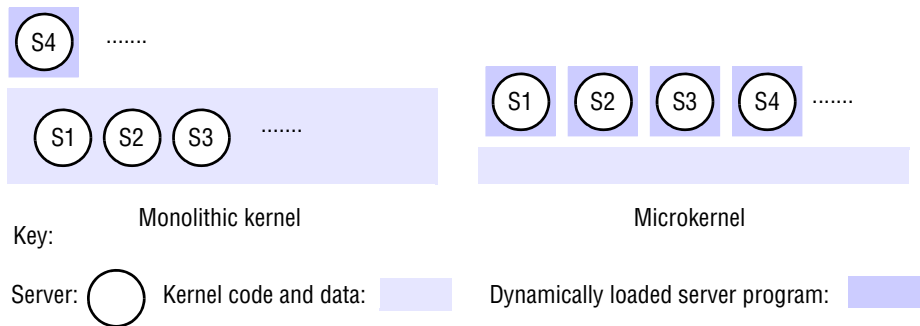 S4 .......
S1 S2 S3 .......
S1 S2 S3 S4 .......
Monolithic kernel
Microkernel
Key:
Server:
Kernel code and data:
Dynamically loaded server program: